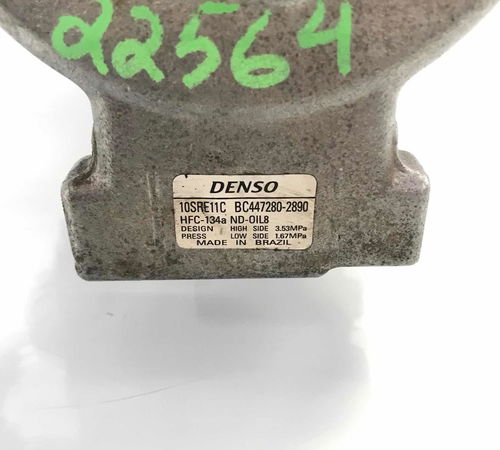 22564
DENSO
10SRE11C BC447280-2890
HFC-134a ND-OIL8
DESIGN HIGH SIDE 3.53MPa
PRESS LOW SIDE 1.67MPa
MADE IN BRAZIL